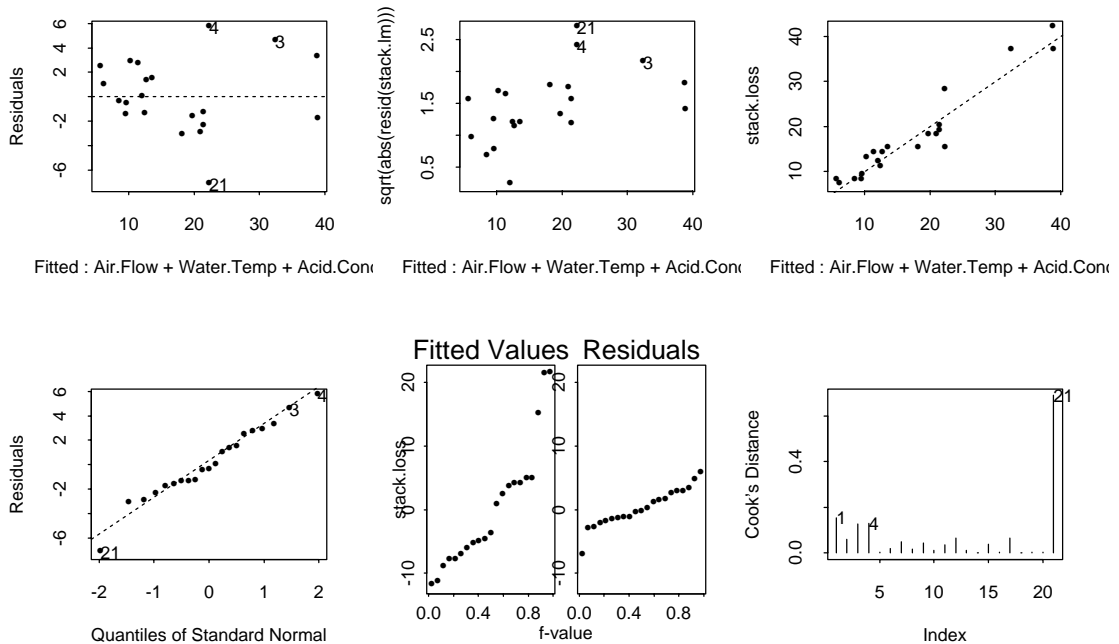 Residuals
6
2
-2
-6
4
3
21
10 20 30 40
Fitted : Air.Flow + Water.Temp + Acid.Conc
sqrt(abs(resid(stack.lm)))
2.5
1.5
0.5
21
4
3
10 20 30 40
Fitted : Air.Flow + Water.Temp + Acid.Conc
stack.loss
40
30
20
10
10 20 30 40
Fitted : Air.Flow + Water.Temp + Acid.Conc
Residuals
6
4
2
-2
-6
4
3
21
-2 -1 0 1 2
Quantiles of Standard Normal
Fitted Values
stack.loss
20
10
0
-10
0.0 0.4 0.8
Residuals
20
10
0
-10
0.0 0.4 0.8
f-value
Cook's Distance
0.4
0.0
1
4
21
5 10 15 20
Index